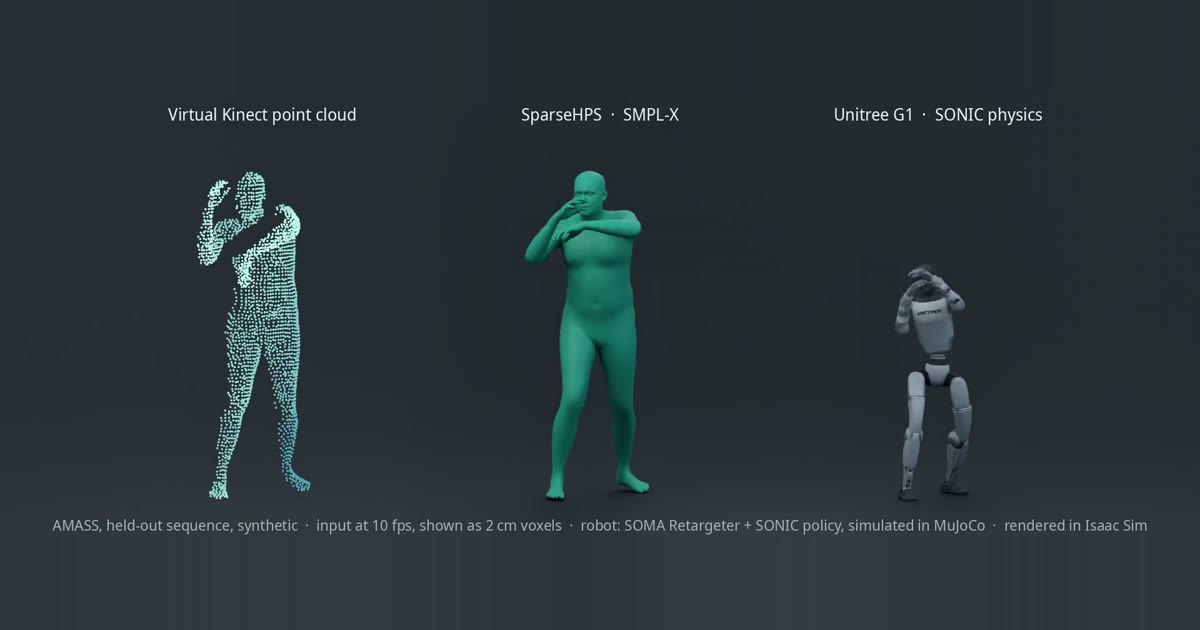 Virtual Kinect point cloud
SparseHPS · SMPL-X
Unitree G1 · SONIC physics
UNITREE
AMASS, held-out sequence, synthetic · input at 10 fps, shown as 2 cm voxels · robot: SOMA Retargeter + SONIC policy, simulated in MuJoCo · rendered in Isaac Sim